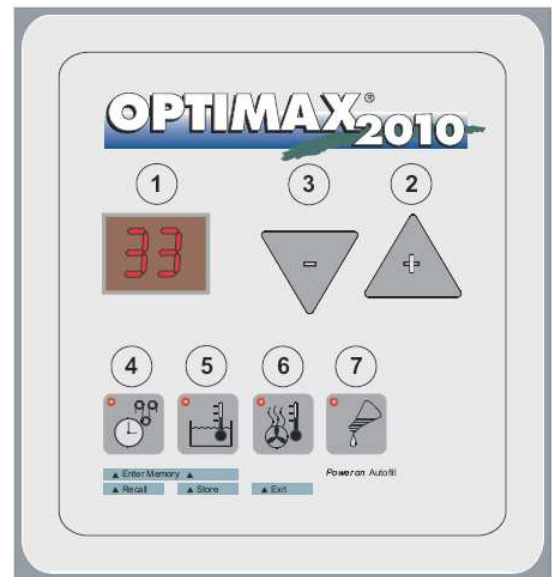 OPTIMAX® 2010
1 3 2
33
- +
4 5 6 7
▲ Enter Memory ▲ Power on Autofill
▲ Recall ▲ Store ▲ Exit